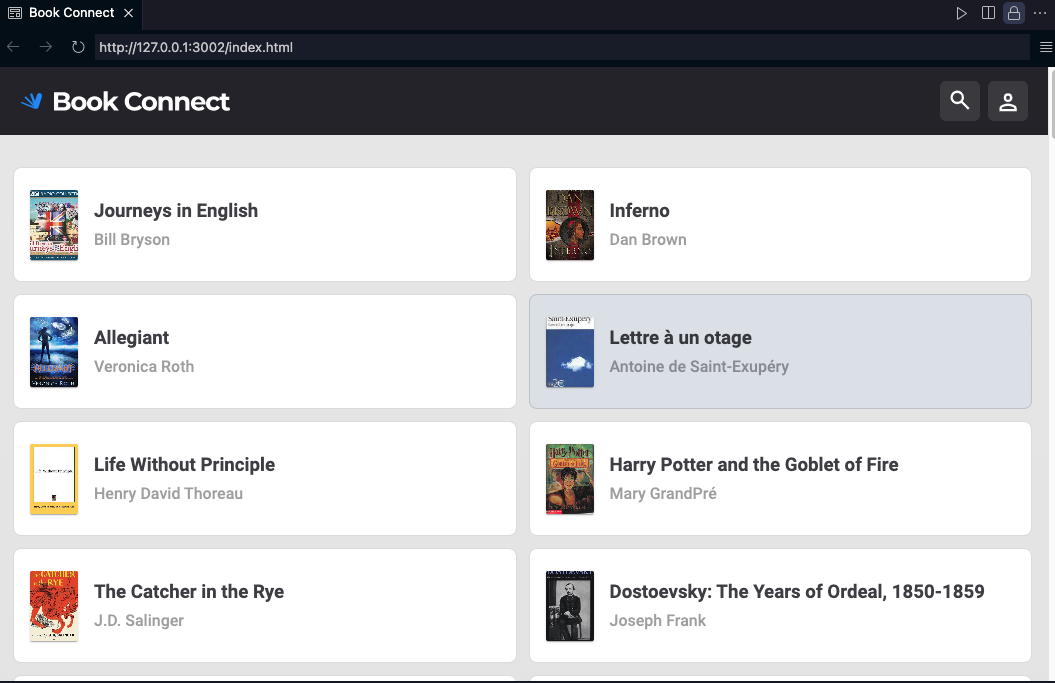 Book Connect
http://127.0.0.1:3002/index.html
Book Connect
Journeys in English
Bill Bryson
Inferno
Dan Brown
Allegiant
Veronica Roth
Saint-Exupéry
2€
Lettre à un otage
Antoine de Saint-Exupéry
Life Without Principle
Henry David Thoreau
Harry Potter and the Goblet of Fire
Mary GrandPré
The Catcher in the Rye
J.D. Salinger
Dostoevsky: The Years of Ordeal, 1850-1859
Joseph Frank